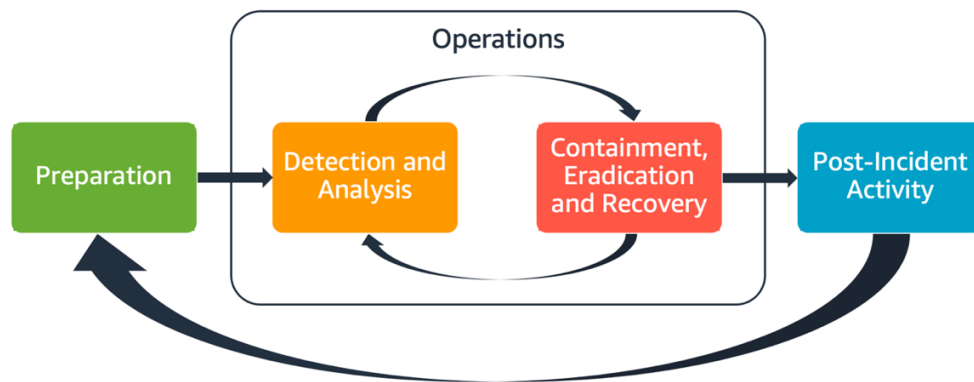 Operations
Preparation
Detection and
Analysis
Containment,
Eradication
and Recovery
Post-Incident
Activity